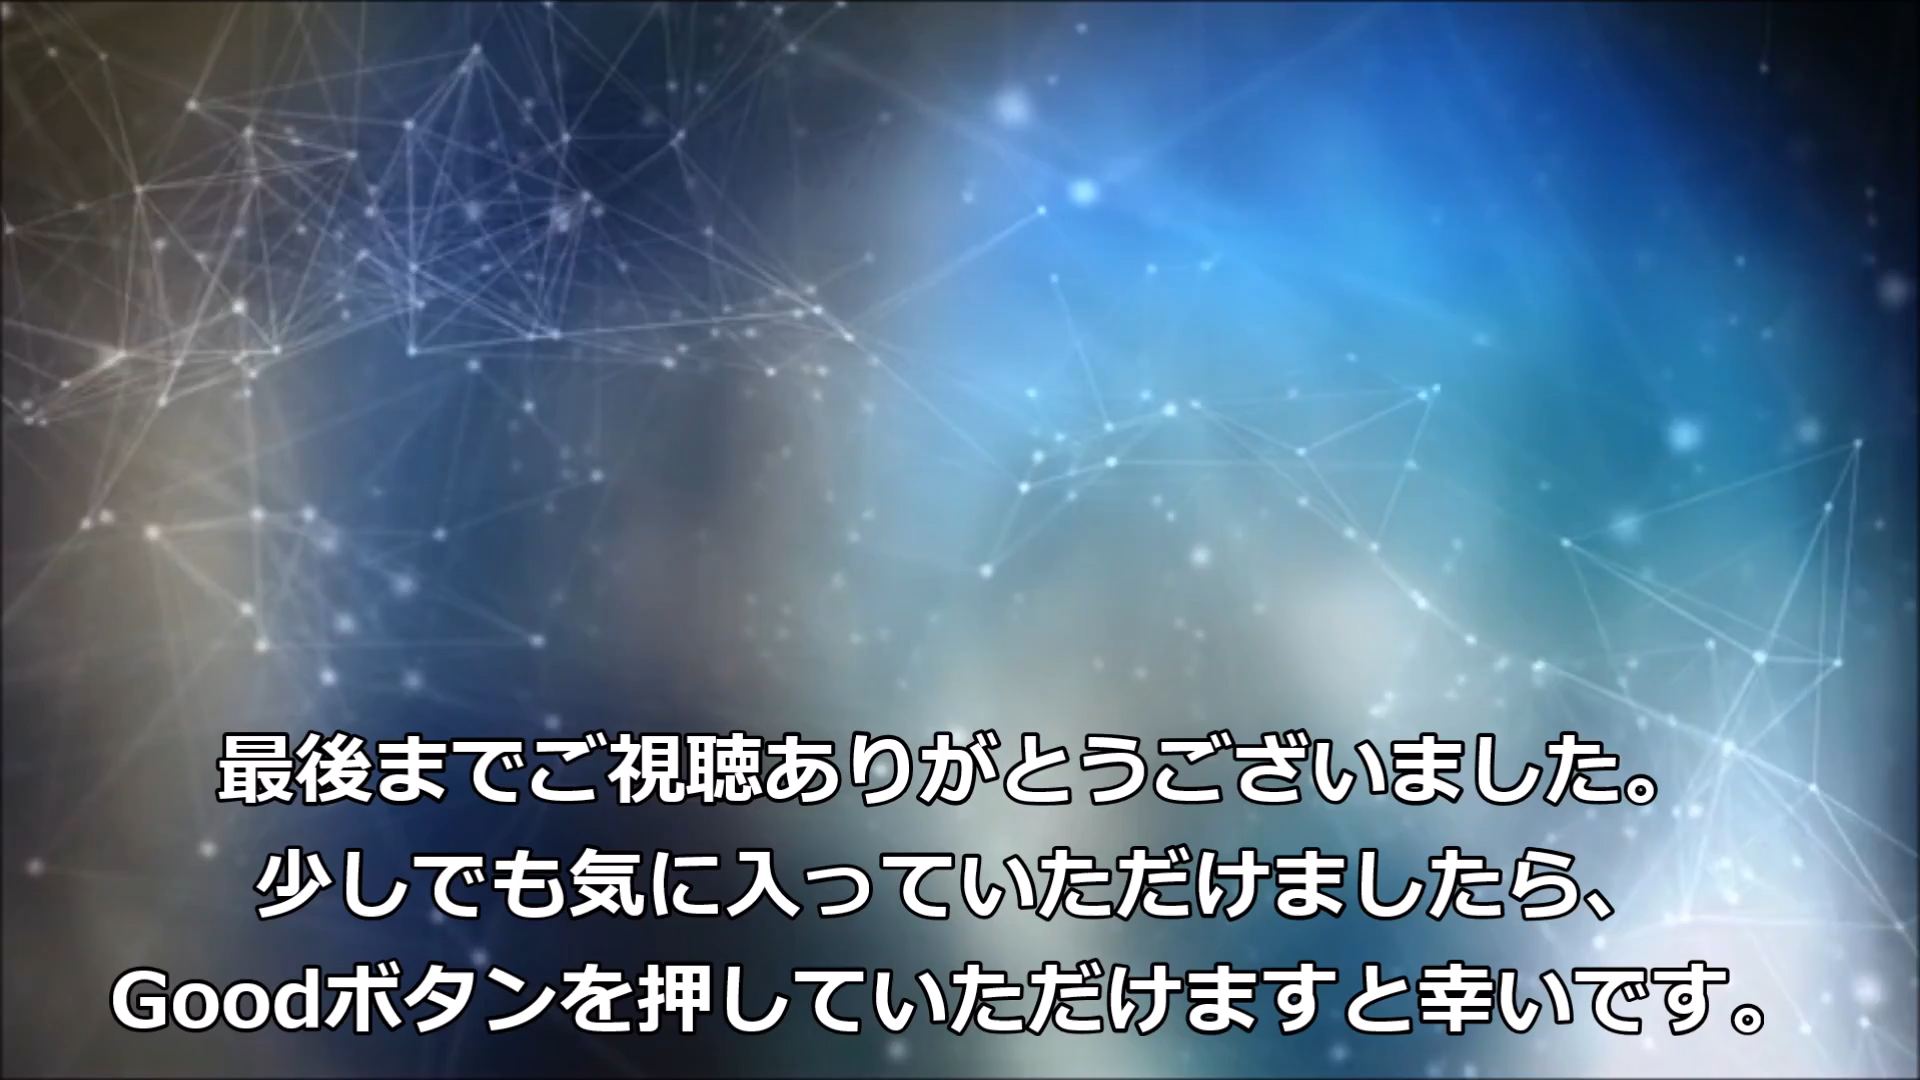 最後までご視聴ありがとうございました。
少しでも気に入っていただけましたら、
Goodボタンを押していただけますと幸いです。